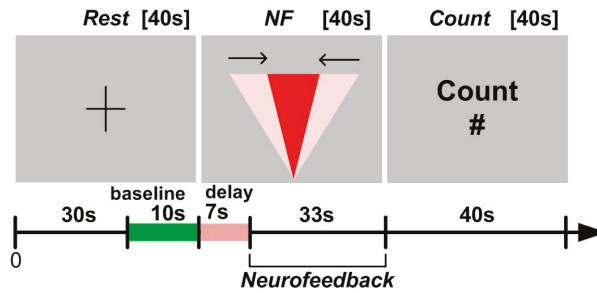 Rest [40s] NF [40s] Count [40s]
Count
#
baseline delay
30s 10s 7s 33s 40s
0
Neurofeedback